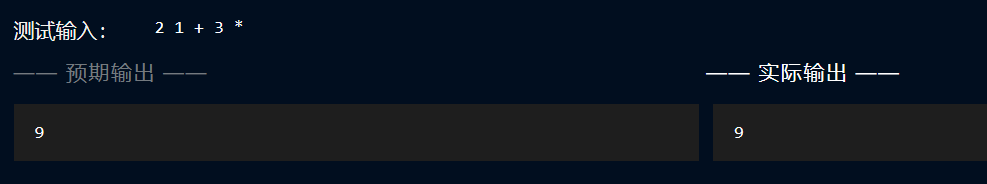 测试输入: 2 1 + 3 *
—— 预期输出 —— —— 实际输出 ——
9 9